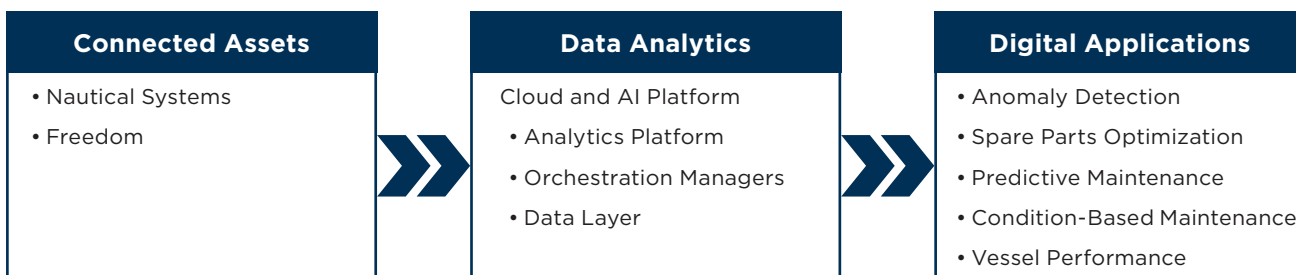 Connected Assets
• Nautical Systems
• Freedom
Data Analytics
Cloud and AI Platform
• Analytics Platform
• Orchestration Managers
• Data Layer
Digital Applications
• Anomaly Detection
• Spare Parts Optimization
• Predictive Maintenance
• Condition-Based Maintenance
• Vessel Performance